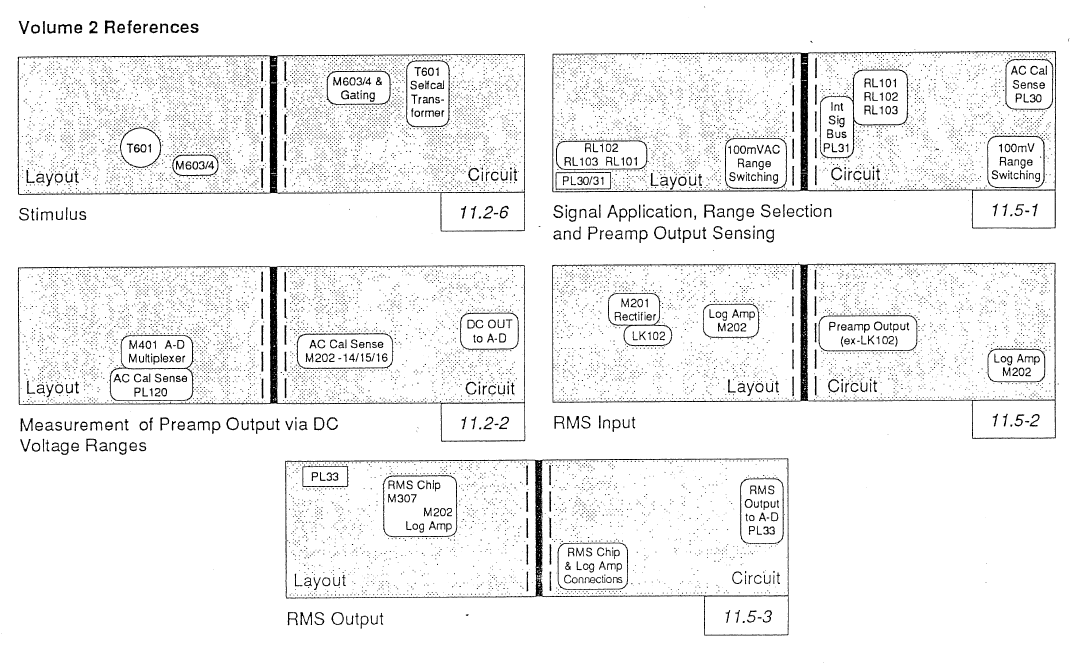 Volume 2 References
T601
M603/4
Layout
M603/4 &
Gating
T601
Selfcal
Trans-
former
Circuit
Stimulus
11.2-6
RL102
RL103 RL101
PL30/31
Layout
100mVAC
Range
Switching
Int
Sig
Bus
PL31
RL101
RL102
RL103
AC Cal
Sense
PL30
100mV
Range
Switching
Circuit
Signal Application, Range Selection
and Preamp Output Sensing
11.5-1
M401 A-D
Multiplexer
AC Cal Sense
PL120
Layout
AC Cal Sense
M202 -14/15/16
DC OUT
to A-D
Circuit
Measurement of Preamp Output via DC
Voltage Ranges
11.2-2
M201
Rectifier
LK102
Log Amp
M202
Layout
Preamp Output
(ex-LK102)
Log Amp
M202
Circuit
RMS Input
11.5-2
PL33
RMS Chip
M307
M202
Log Amp
Layout
RMS Chip
& Log Amp
Connections
RMS
Output
to A-D
PL33
Circuit
RMS Output
11.5-3